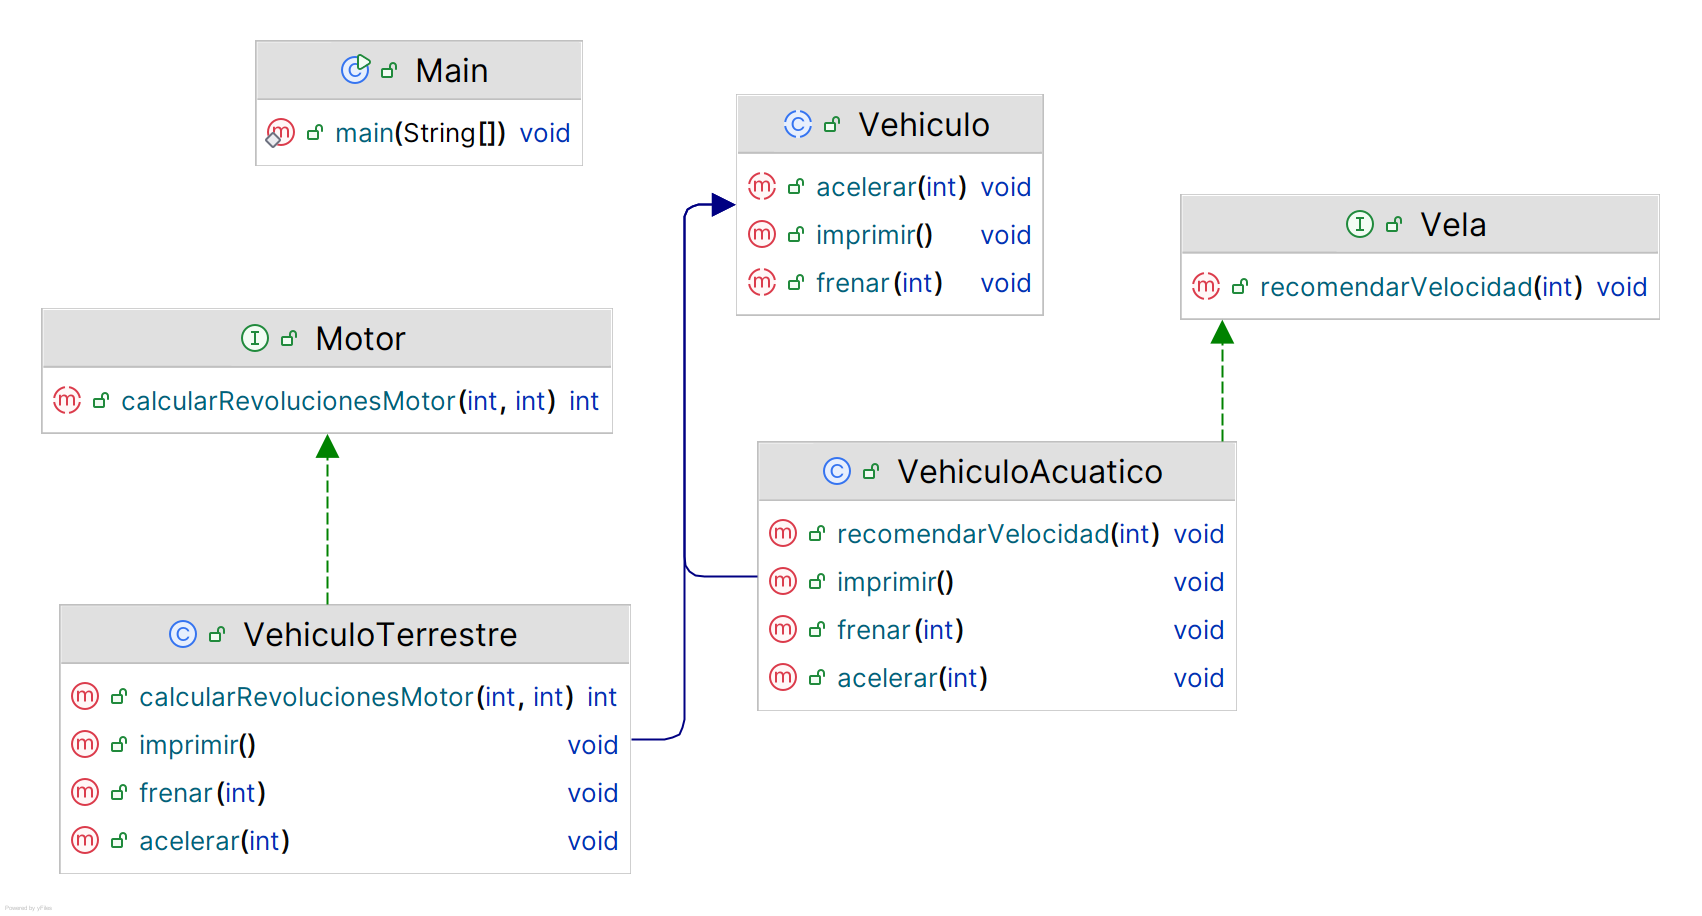 Main
main(String[]) void
Vehiculo
acelerar(int) void
imprimir() void
frenar(int) void
Vela
recomendarVelocidad(int) void
Motor
calcularRevolucionesMotor(int, int) int
VehiculoAcuatico
recomendarVelocidad(int) void
imprimir() void
frenar(int) void
acelerar(int) void
VehiculoTerrestre
calcularRevolucionesMotor(int, int) int
imprimir() void
frenar(int) void
acelerar(int) void
Powered by yFiles